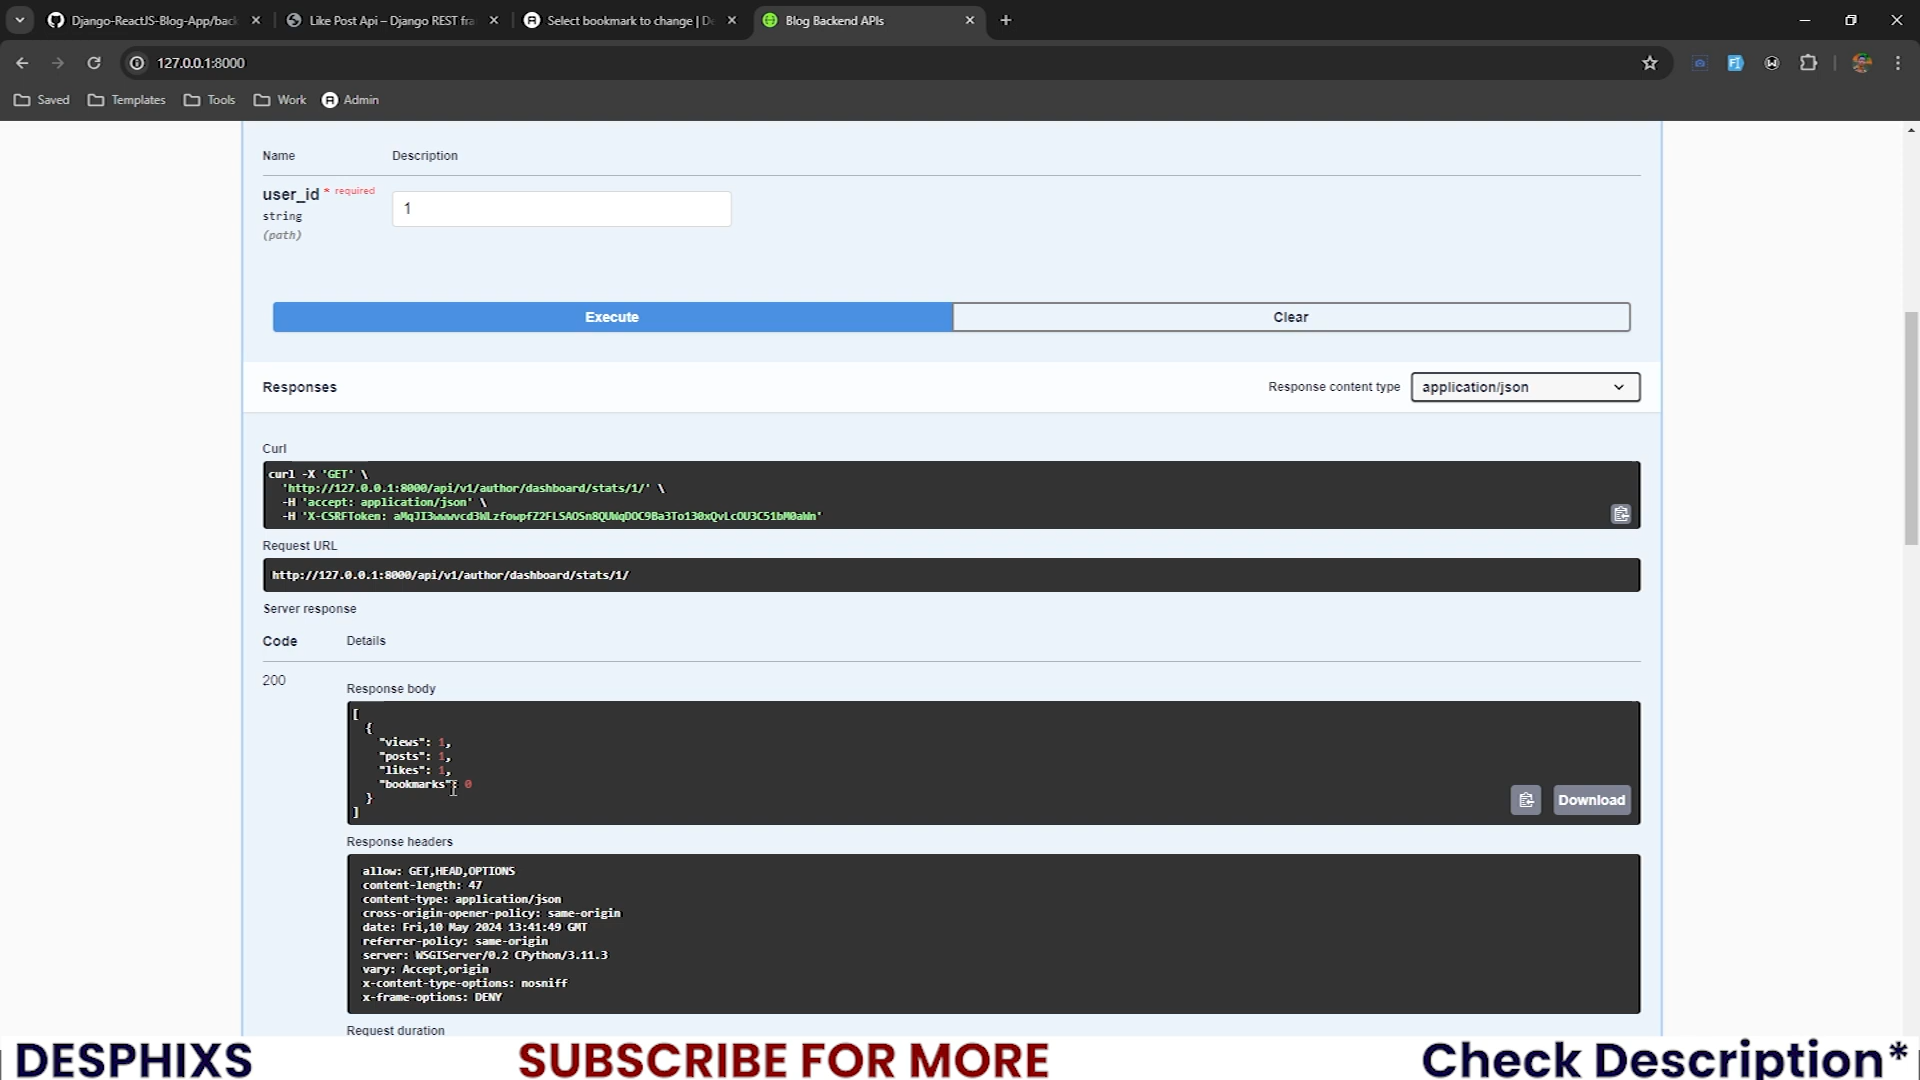 Django-ReactJS-Blog-App/back
Like Post Api – Django REST fra
Select bookmark to change | De
Blog Backend APIs
127.0.0.1:8000
Saved
Templates
Tools
Work
Admin
Name Description
user_id * required
string
(path)
1
Execute
Clear
Responses
Response content type
application/json
Curl
curl -X 'GET' \
'http://127.0.0.1:8000/api/v1/author/dashboard/stats/1/' \
-H 'accept: application/json' \
Request URL
http://127.0.0.1:8000/api/v1/author/dashboard/stats/1/
Server response
Code Details
200
Response body
[
{
"views": 1,
"posts": 1,
"likes": 1,
"bookmarks": 0
}
]
Download
Response headers
allow: GET,HEAD,OPTIONS
content-length: 47
content-type: application/json
cross-origin-opener-policy: same-origin
date: Fri,10 May 2024 13:41:49 GMT
referrer-policy: same-origin
server: WSGIServer/0.2 CPython/3.11.3
vary: Accept,origin
x-content-type-options: nosniff
x-frame-options: DENY
Request duration
DESPHIXS
SUBSCRIBE FOR MORE
Check Description*